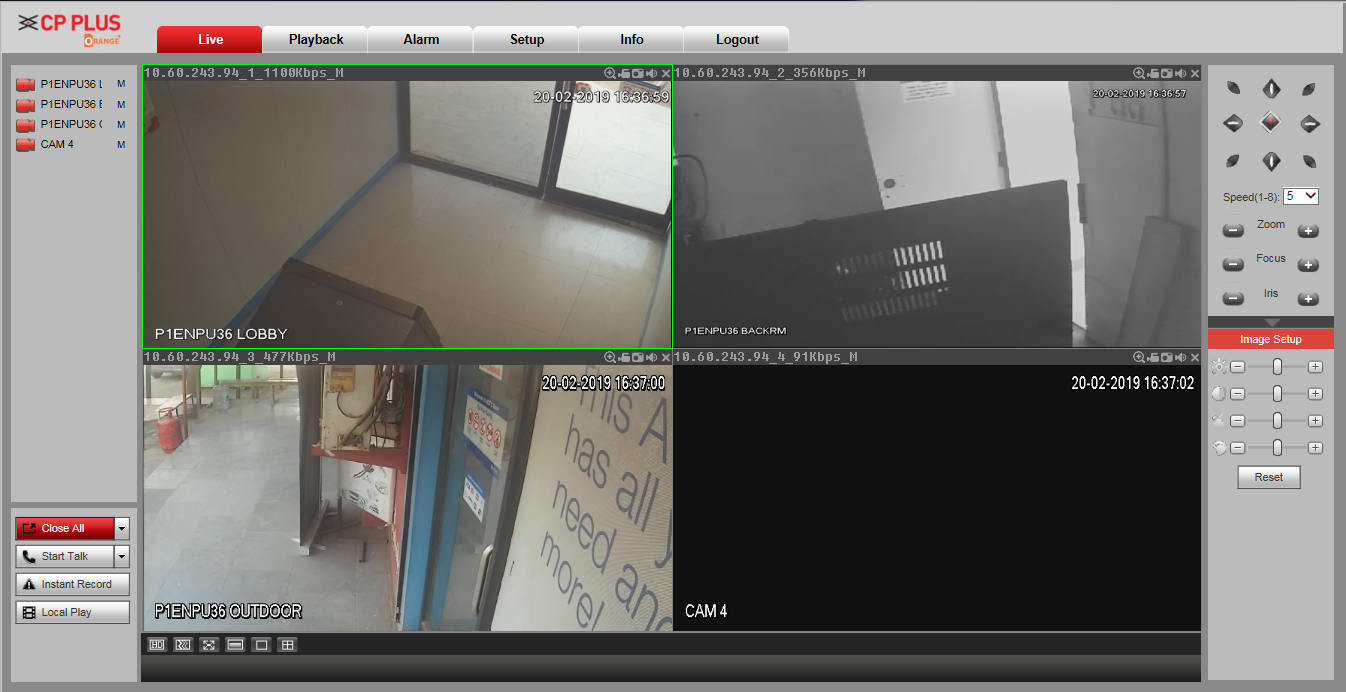 CP PLUS
ORANGE
Live
Playback
Alarm
Setup
Info
Logout
P1ENPU36 L M
P1ENPU36 B M
P1ENPU36 O M
CAM 4 M
Close All
Start Talk
Instant Record
Local Play
10.60.243.94_1_1100Kbps_M
20-02-2019 16:36:59
P1ENPU36 LOBBY
10.60.243.94_2_356Kbps_M
20-02-2019 16:36:57
P1ENPU36 BACKRM
10.60.243.94_3_477Kbps_M
20-02-2019 16:37:00
This A
has all y
need and
more!
P1ENPU36 OUTDOOR
10.60.243.94_4_91Kbps_M
20-02-2019 16:37:02
CAM 4
Speed(1-8): 5
Zoom
Focus
Iris
Image Setup
Reset